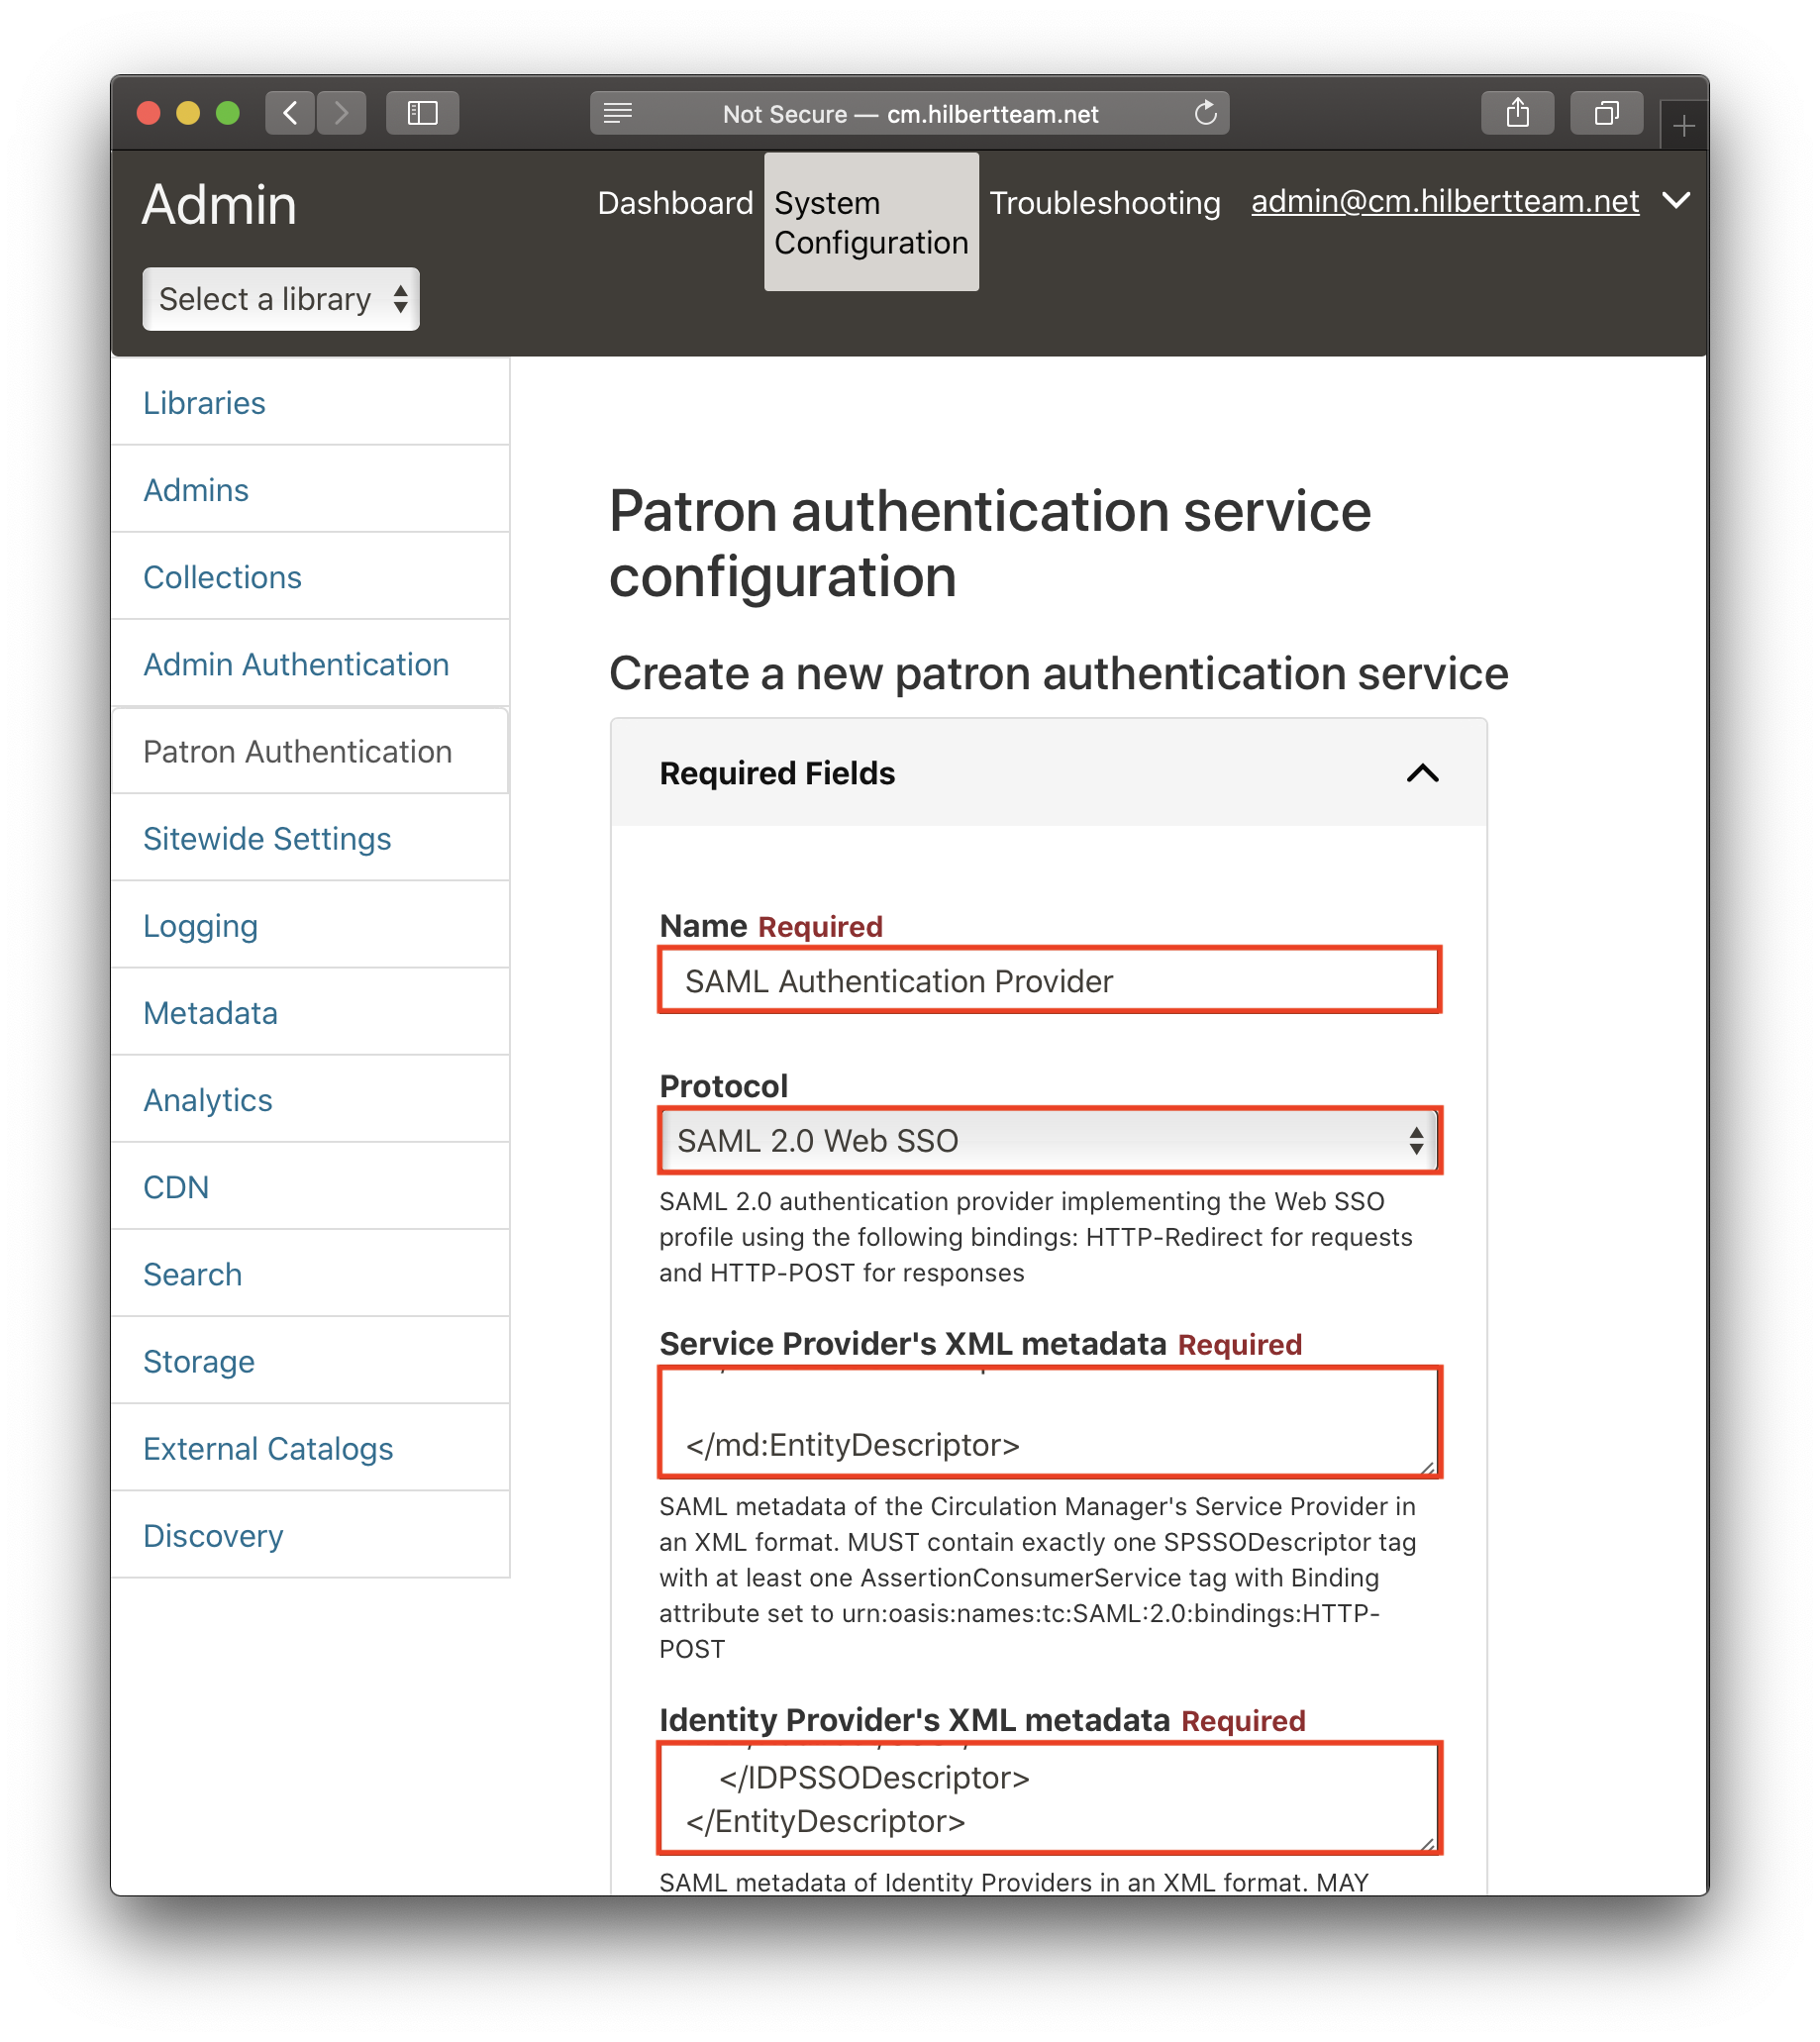 Not Secure — cm.hilbertteam.net
Admin
Dashboard
System
Configuration
Troubleshooting
admin@cm.hilbertteam.net
Select a library
Libraries
Admins
Collections
Admin Authentication
Patron Authentication
Sitewide Settings
Logging
Metadata
Analytics
CDN
Search
Storage
External Catalogs
Discovery
Patron authentication service
configuration
Create a new patron authentication service
Required Fields
Name Required
SAML Authentication Provider
Protocol
SAML 2.0 Web SSO
SAML 2.0 authentication provider implementing the Web SSO
profile using the following bindings: HTTP-Redirect for requests
and HTTP-POST for responses
Service Provider's XML metadata Required
</md:EntityDescriptor>
SAML metadata of the Circulation Manager's Service Provider in
an XML format. MUST contain exactly one SPSSODescriptor tag
with at least one AssertionConsumerService tag with Binding
attribute set to urn:oasis:names:tc:SAML:2.0:bindings:HTTP-
POST
Identity Provider's XML metadata Required
</IDPSSODescriptor>
</EntityDescriptor>
SAML metadata of Identity Providers in an XML format. MAY